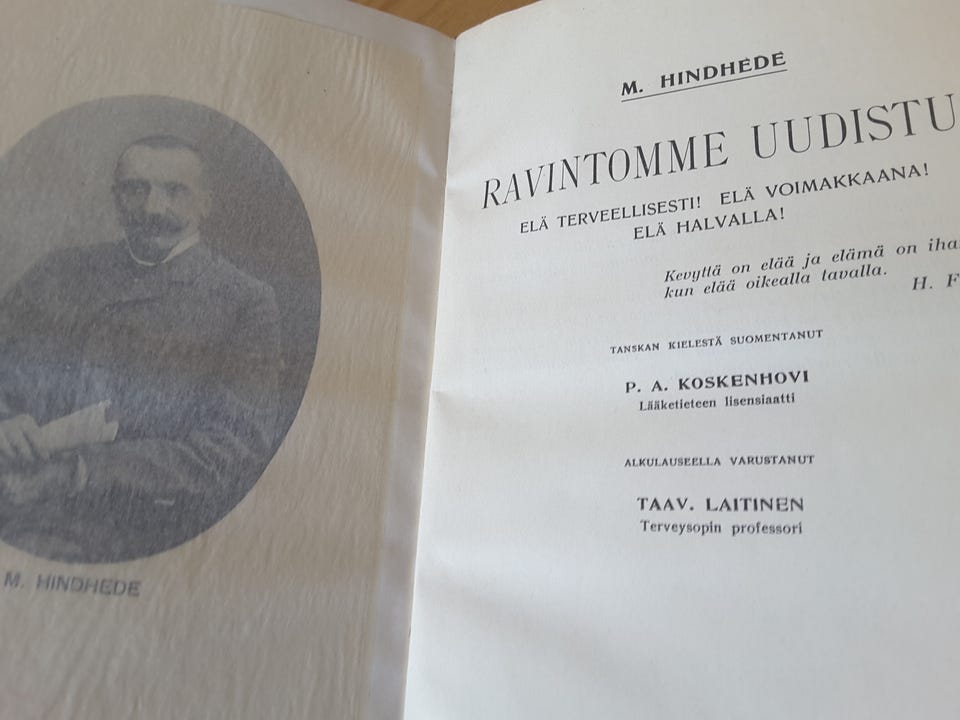 M. HINDHEDE
M. HINDHEDE
RAVINTOMME UUDISTU
ELÄ TERVEELLISESTI! ELÄ VOIMAKKAANA!
ELÄ HALVALLA!
Kevyttä on elää ja elämä on iha
kun elää oikealla tavalla.
H. F
TANSKAN KIELESTÄ SUOMENTANUT
P. A. KOSKENHOVI
Lääketieteen lisensiaatti
ALKULAUSEELLA VARUSTANUT
TAAV. LAITINEN
Terveysopin professori